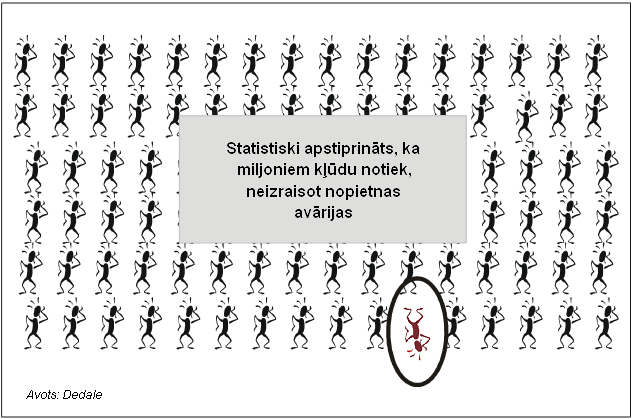 Statistiski apstiprināts, ka
miljoniem kļūdu notiek,
neizraisot nopietnas
avārijas
Avots: Dedale